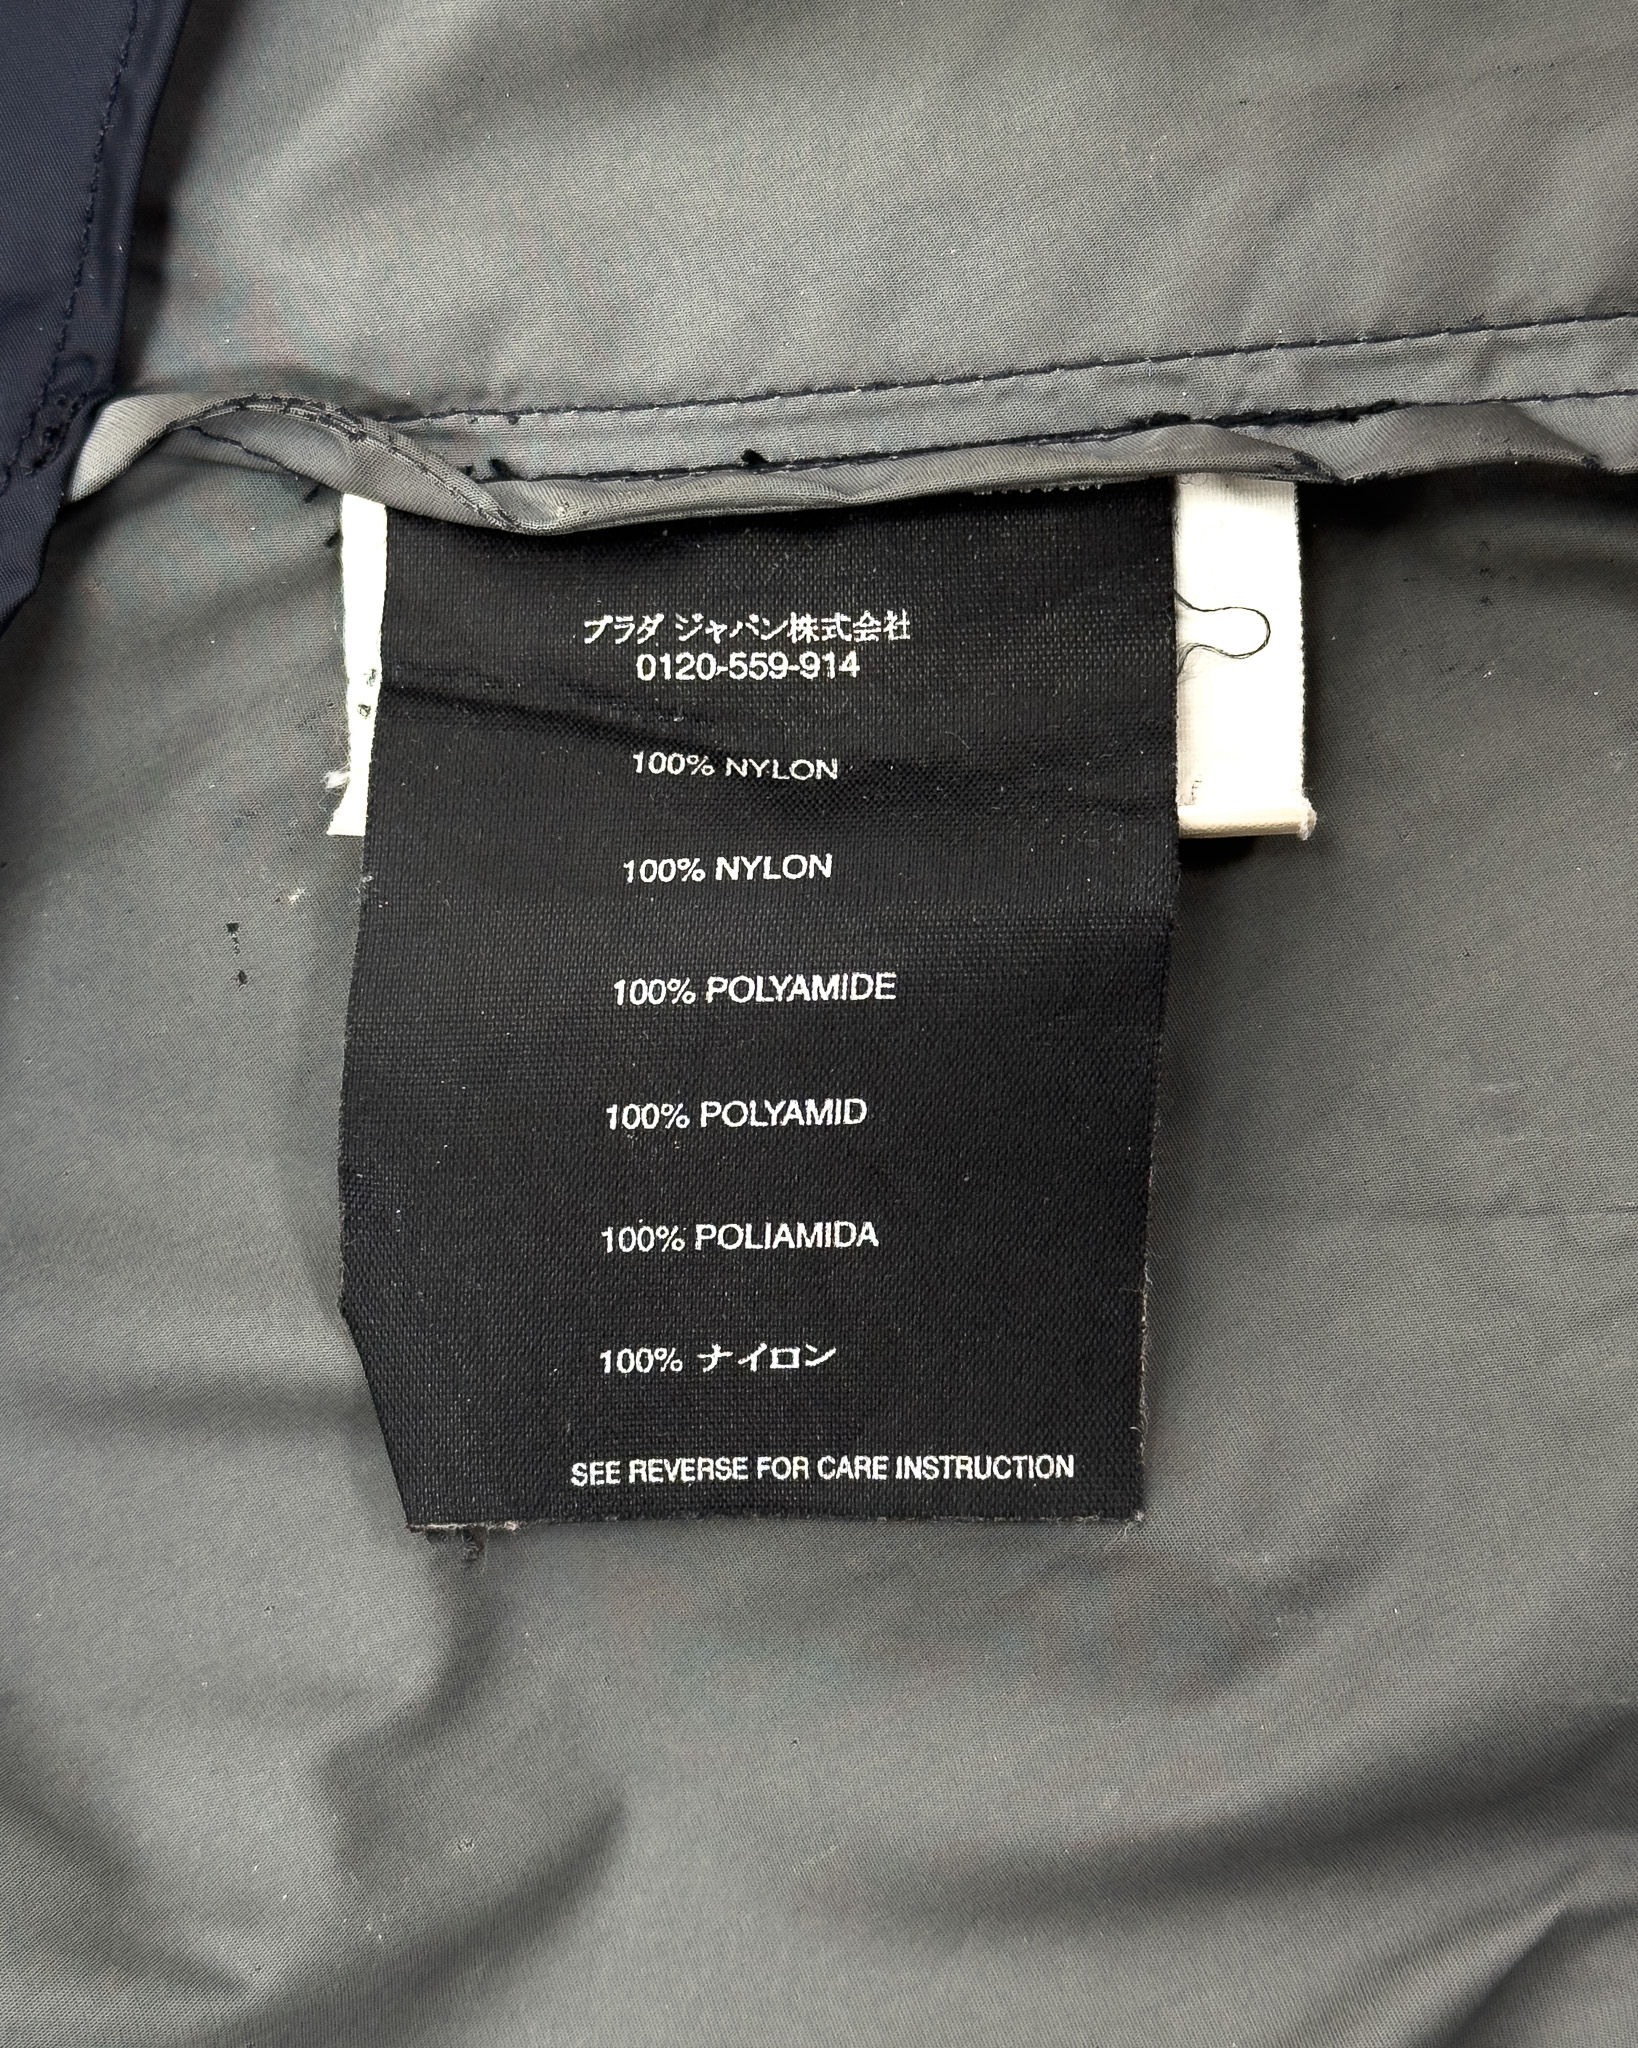 プラダ ジャパン株式会社
0120-559-914
100% NYLON
100% NYLON
100% POLYAMIDE
100% POLYAMID
100% POLIAMIDA
100% ナイロン
SEE REVERSE FOR CARE INSTRUCTION